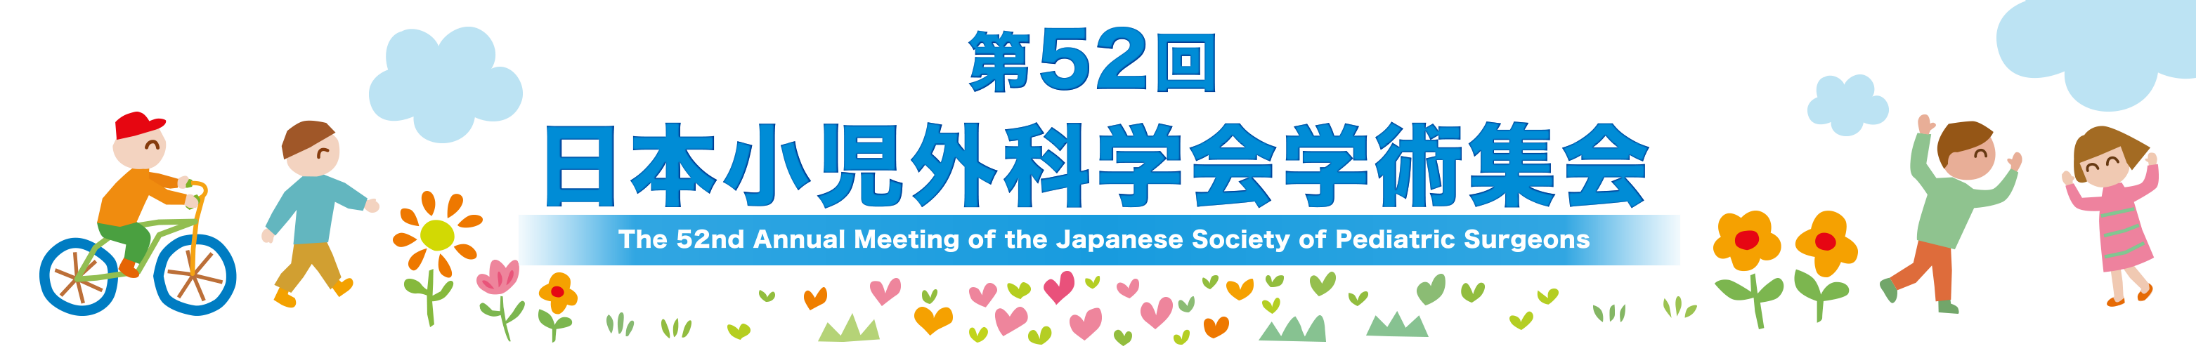 第52回
日本小児外科学会学術集会
The 52nd Annual Meeting of the Japanese Society of Pediatric Surgeons